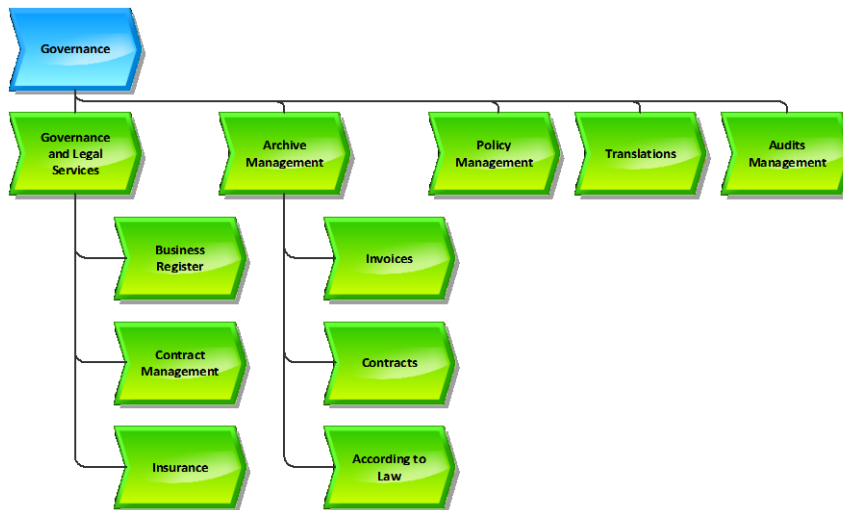 Governance
Governance
and Legal
Services
Archive
Management
Policy
Management
Translations
Audits
Management
Business
Register
Invoices
Contract
Management
Contracts
Insurance
According to
Law